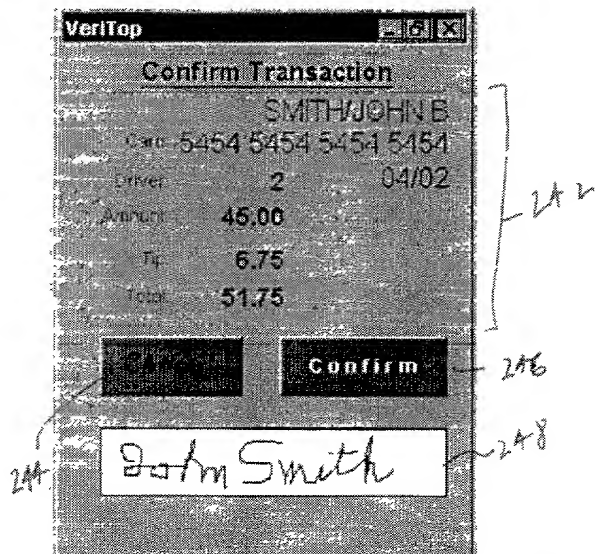 VeriTop
Confirm Transaction
SMITH/JOHN B
Card 5454 5454 5454 5454
Driver 2 04/02
Amount 45.00
Tip 6.75
Total 51.75
Cancel Confirm
John Smith
242
246
248
244